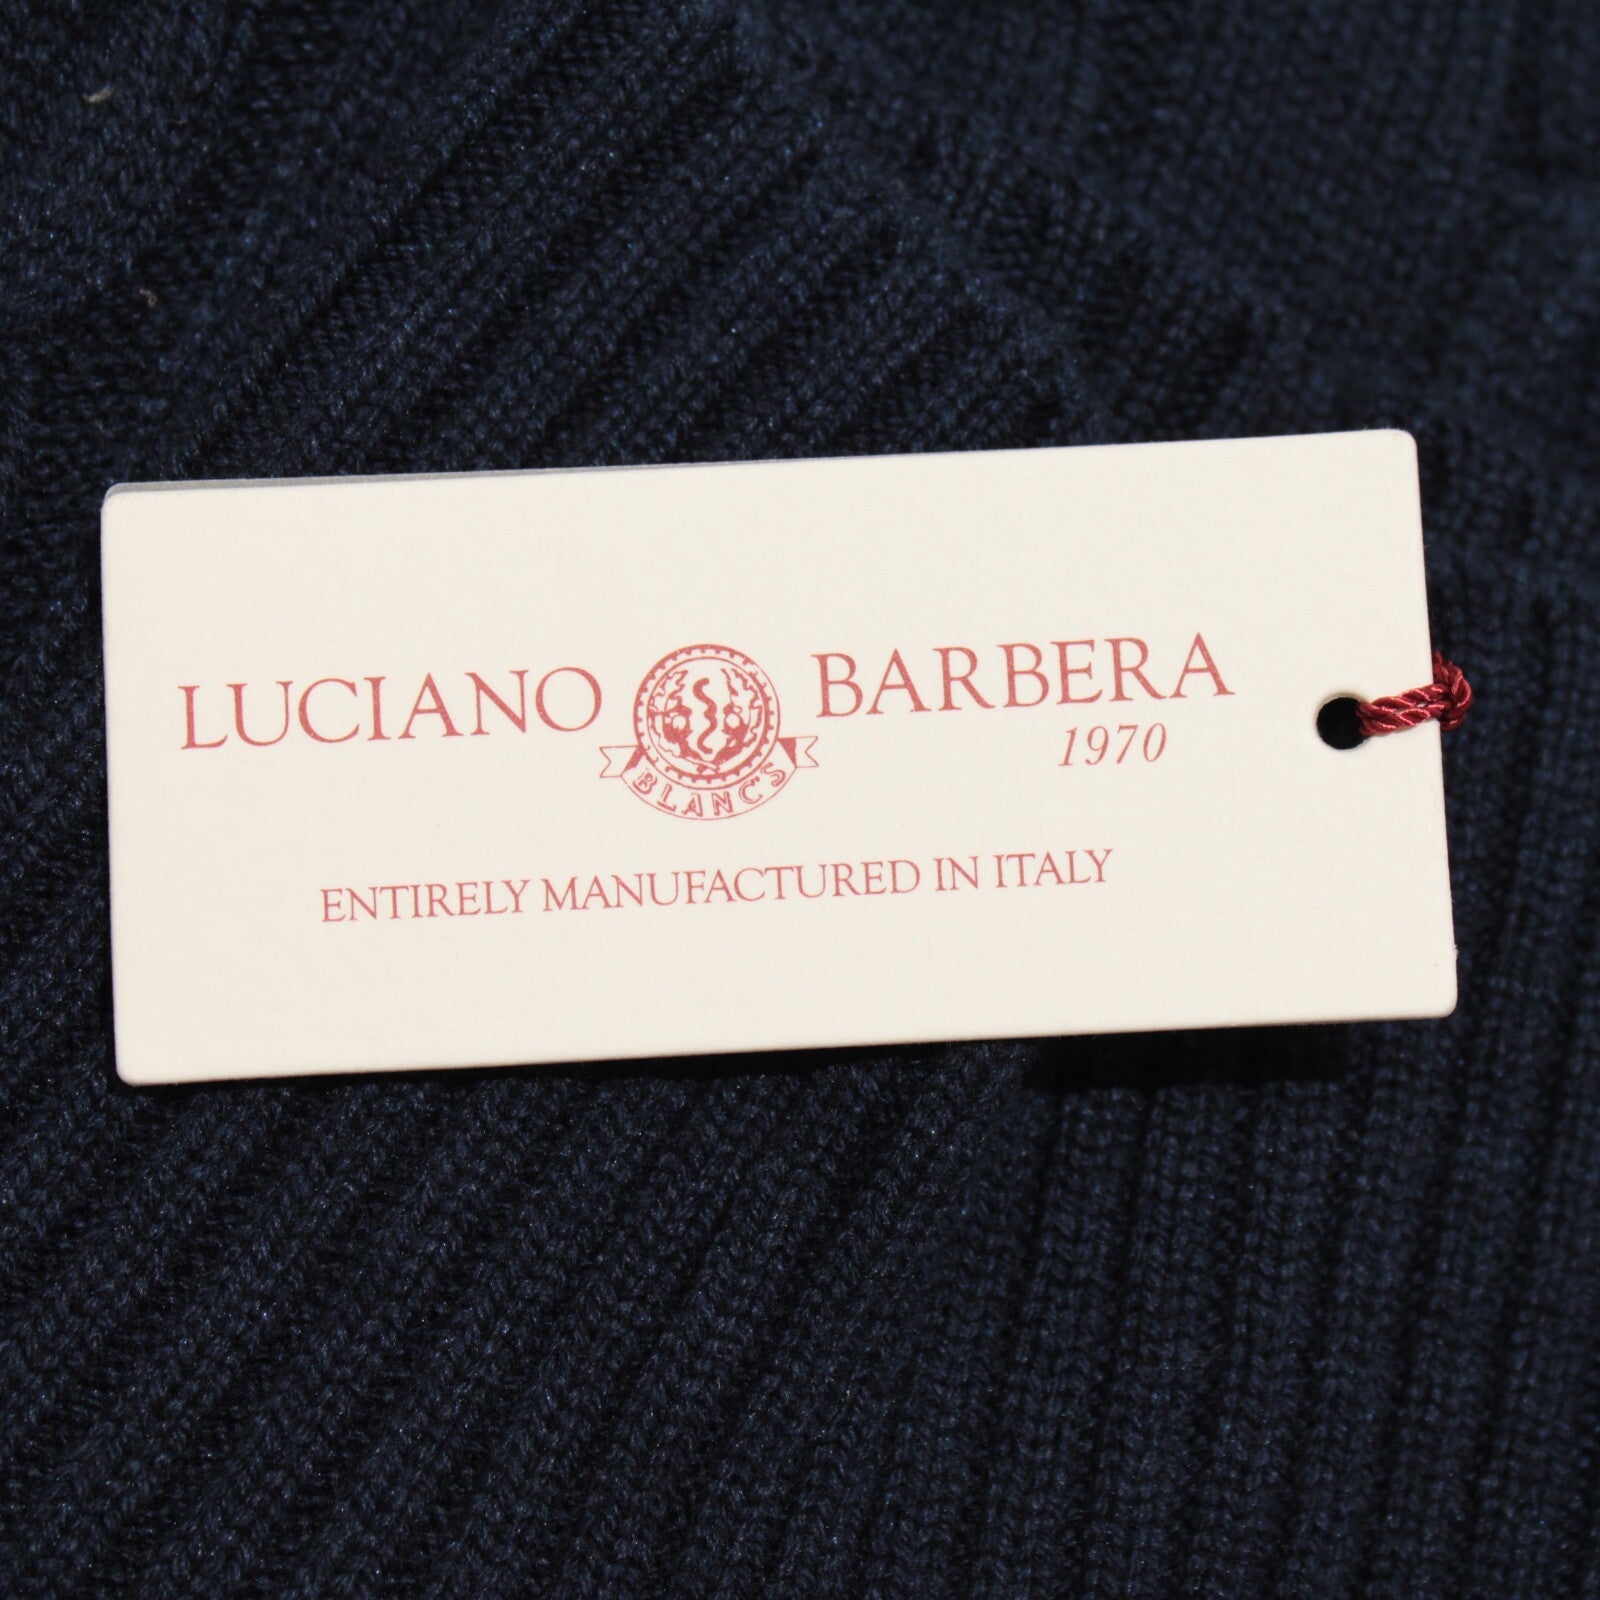 LUCIANO BARBERA
1970
BLANC'S
ENTIRELY MANUFACTURED IN ITALY